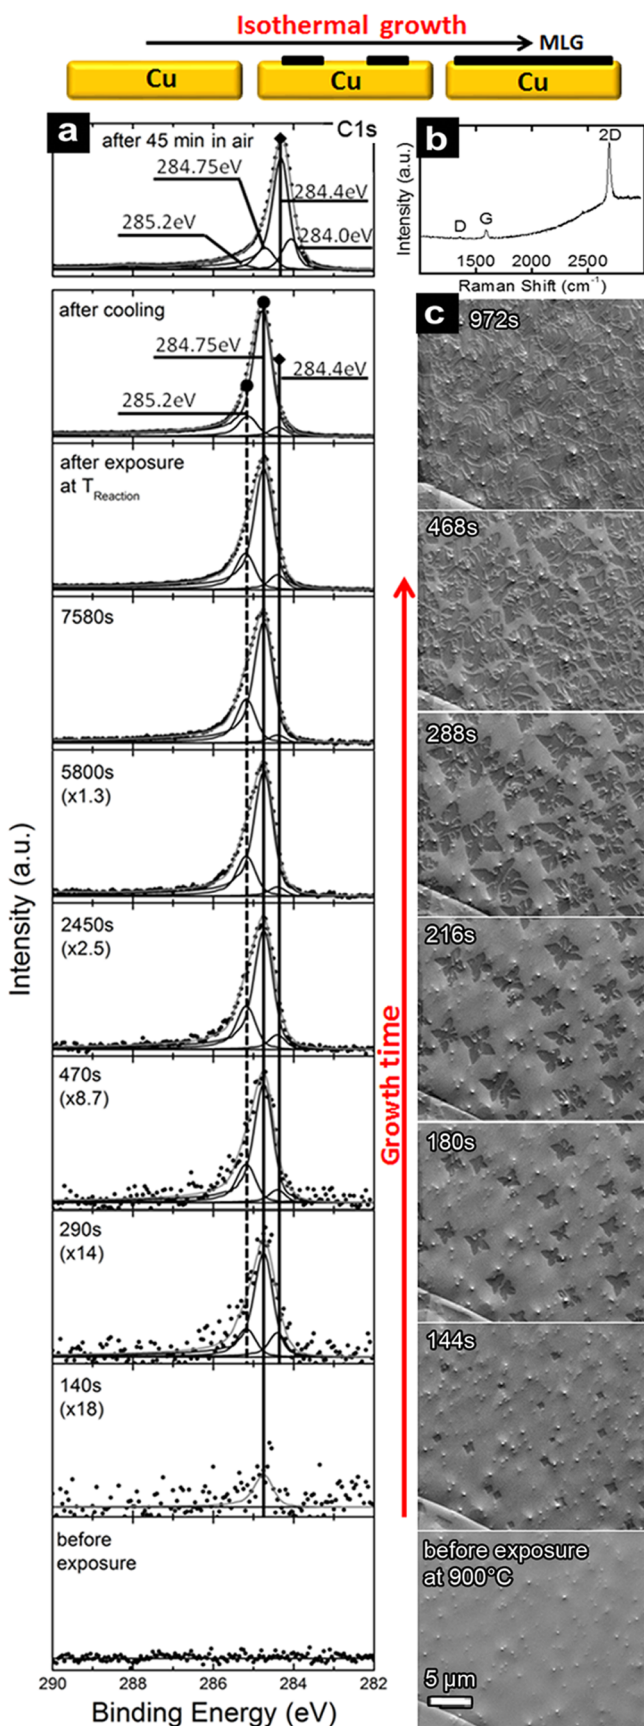 Isothermal growth
MLG
Cu
Cu
Cu
a
after 45 min in air
C1s
284.75eV
284.4eV
285.2eV
284.0eV
after cooling
284.75eV
284.4eV
285.2eV
after exposure
at T Reaction
7580s
5800s
(x1.3)
2450s
(x2.5)
470s
(x8.7)
290s
(x14)
140s
(x18)
before
exposure
290
288
286
284
282
Binding Energy (eV)
Intensity (a.u.)
Growth time
b
2D
D
G
Intensity (a.u.)
1000
1500
2000
2500
Raman Shift (cm-1)
c
972s
468s
288s
216s
180s
144s
before exposure
at 900°C
5 µm